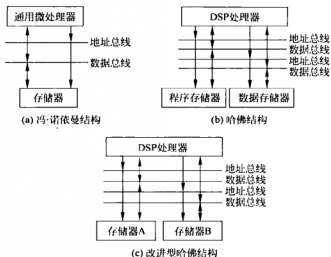 通用微处理器
地址总线
数据总线
存储器
(a) 冯·诺依曼结构
DSP处理器
地址总线
数据总线
地址总线
数据总线
程序存储器
数据存储器
(b) 哈佛结构
DSP处理器
地址总线
数据总线
地址总线
数据总线
存储器A
存储器B
(c) 改进型哈佛结构